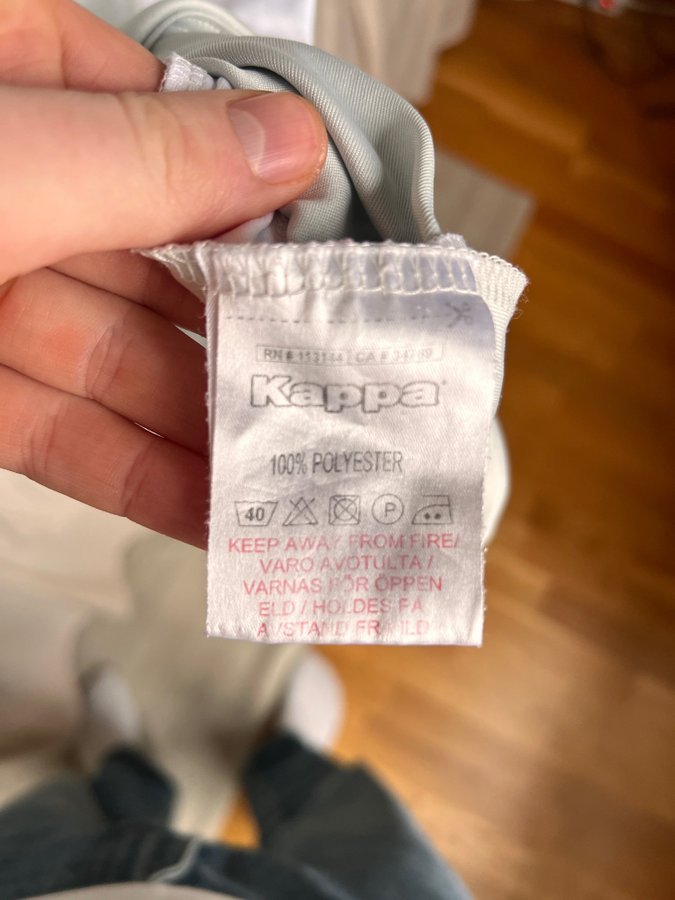 RN # 113144 CA # 34789
Kappa
100% POLYESTER
40 P
KEEP AWAY FROM FIRE/
VARO AVOTULTA /
VARNAS FÖR ÖPPEN
ELD / HOLDES PÅ
AVSTAND FRA ILD